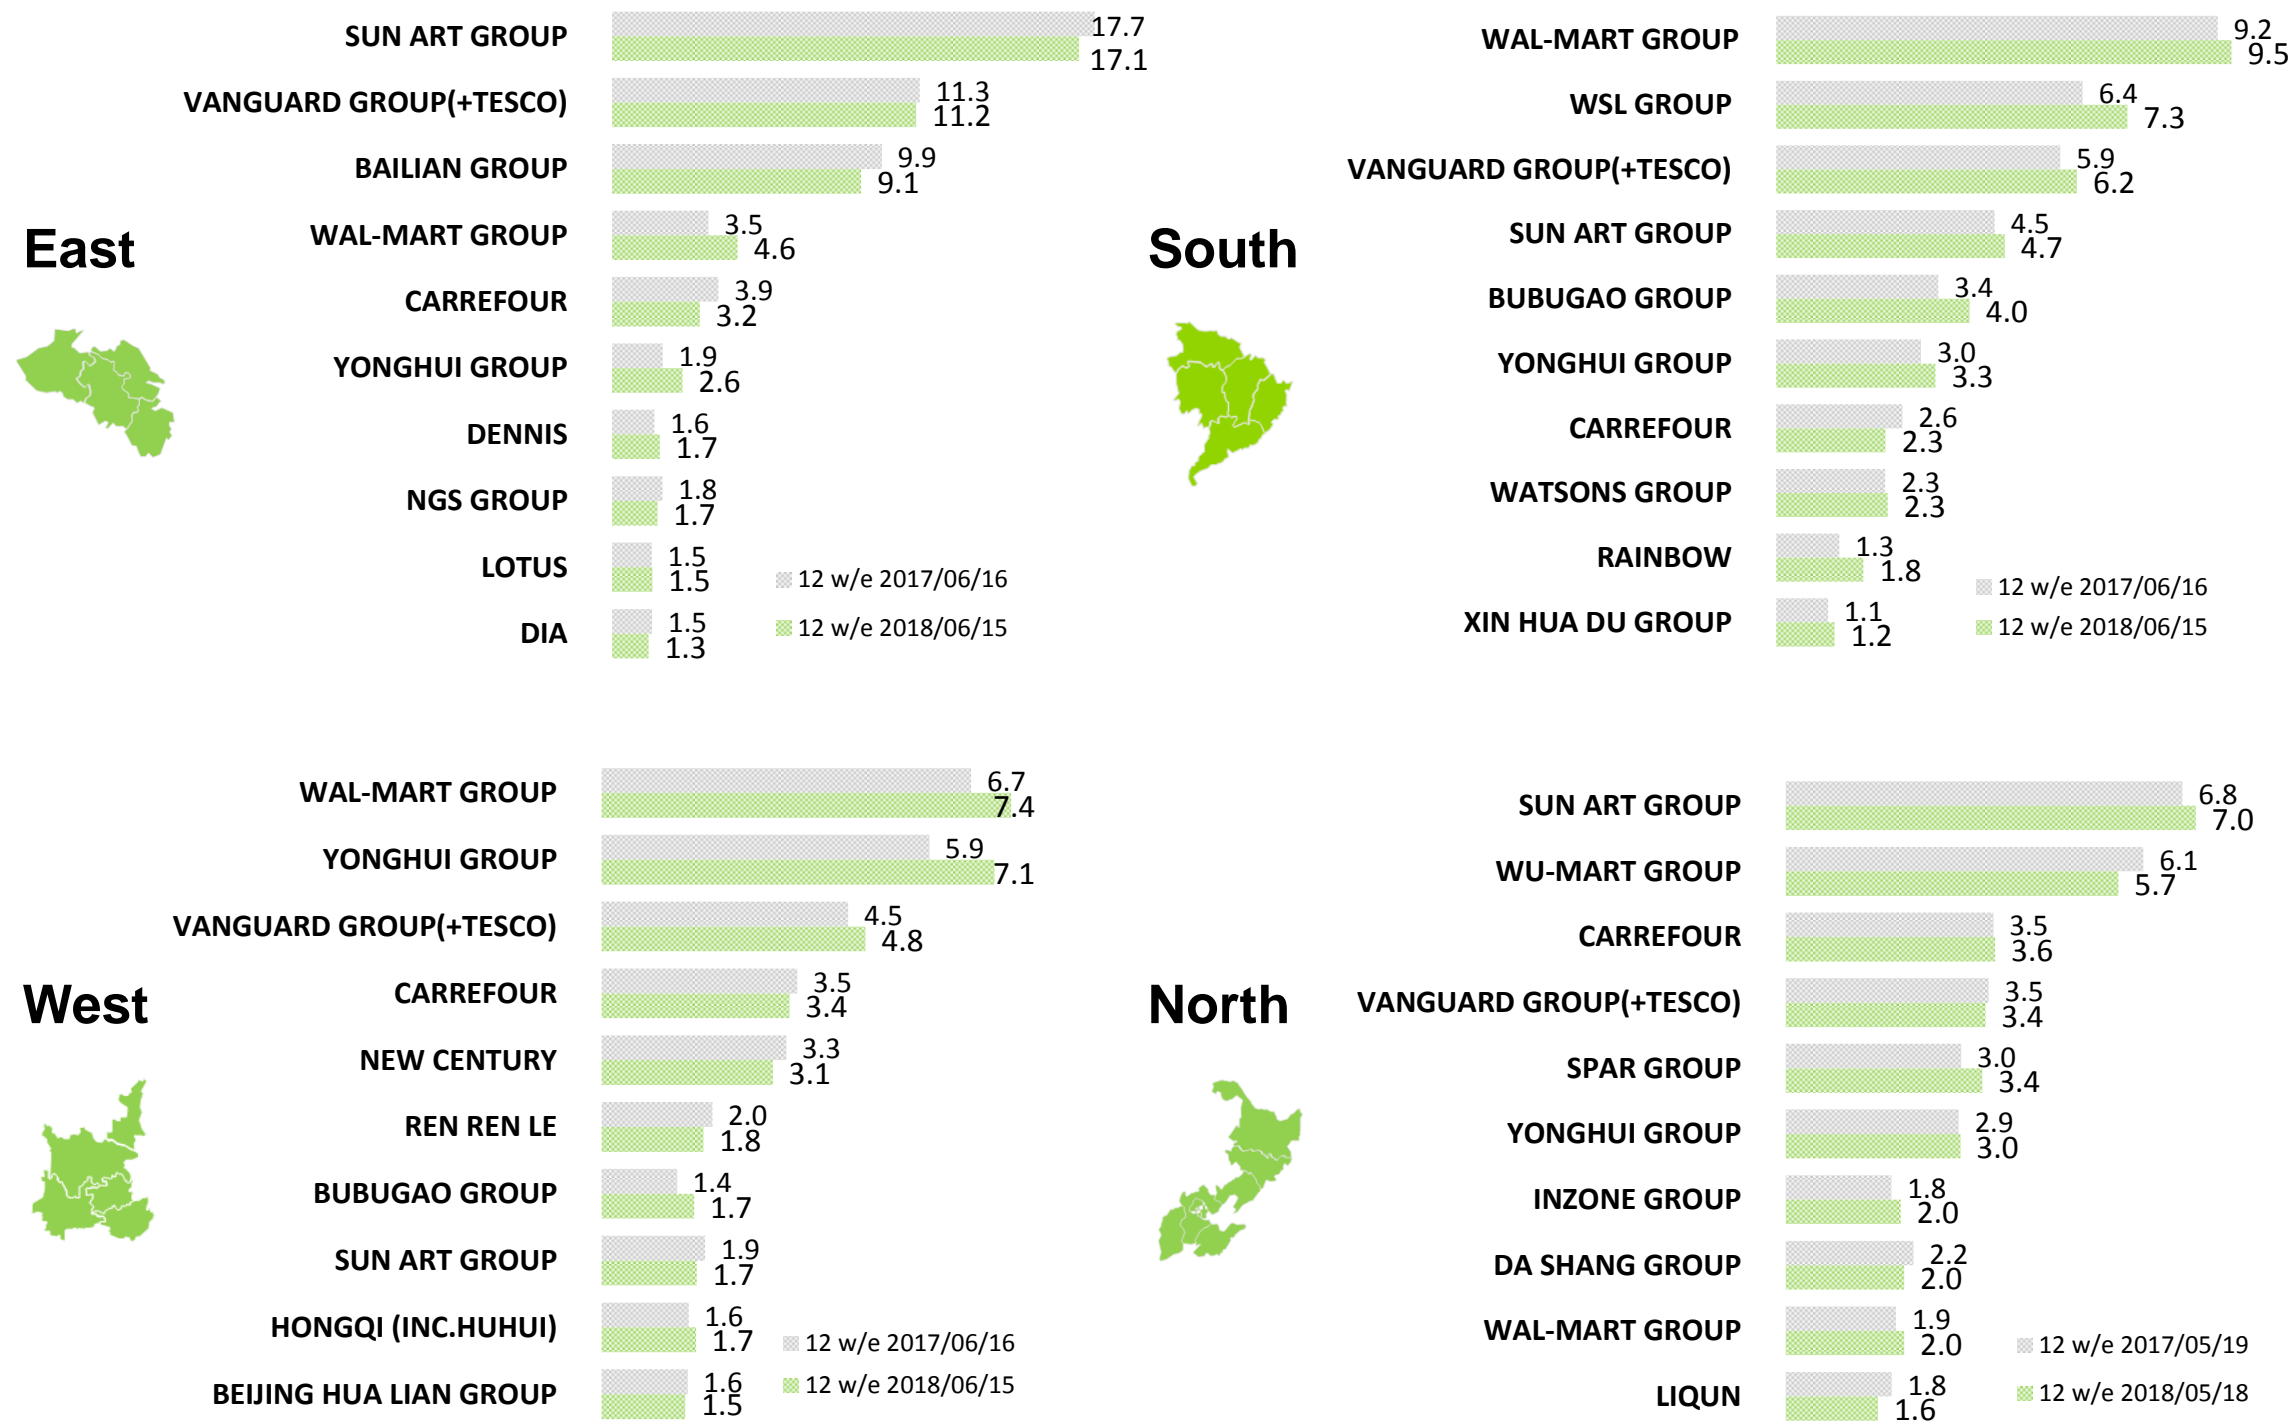 East
SUN ART GROUP 17.7
17.1
VANGUARD GROUP(+TESCO) 11.3
11.2
BAILIAN GROUP 9.9
9.1
WAL-MART GROUP 3.5
4.6
CARREFOUR 3.9
3.2
YONGHUI GROUP 1.9
2.6
DENNIS 1.6
1.7
NGS GROUP 1.8
1.7
LOTUS 1.5
1.5
DIA 1.5
1.3
12 w/e 2017/06/16
12 w/e 2018/06/15
South
WAL-MART GROUP 9.2
9.5
WSL GROUP 6.4
7.3
VANGUARD GROUP(+TESCO) 5.9
6.2
SUN ART GROUP 4.5
4.7
BUBUGAO GROUP 3.4
4.0
YONGHUI GROUP 3.0
3.3
CARREFOUR 2.6
2.3
WATSONS GROUP 2.3
2.3
RAINBOW 1.3
1.8
XIN HUA DU GROUP 1.1
1.2
12 w/e 2017/06/16
12 w/e 2018/06/15
West
WAL-MART GROUP 6.7
7.4
YONGHUI GROUP 5.9
7.1
VANGUARD GROUP(+TESCO) 4.5
4.8
CARREFOUR 3.5
3.4
NEW CENTURY 3.3
3.1
REN REN LE 2.0
1.8
BUBUGAO GROUP 1.4
1.7
SUN ART GROUP 1.9
1.7
HONGQI (INC.HUHUI) 1.6
1.7
BEIJING HUA LIAN GROUP 1.6
1.5
12 w/e 2017/06/16
12 w/e 2018/06/15
North
SUN ART GROUP 6.8
7.0
WU-MART GROUP 6.1
5.7
CARREFOUR 3.5
3.6
VANGUARD GROUP(+TESCO) 3.5
3.4
SPAR GROUP 3.0
3.4
YONGHUI GROUP 2.9
3.0
INZONE GROUP 1.8
2.0
DA SHANG GROUP 2.2
2.0
WAL-MART GROUP 1.9
2.0
LIQUN 1.8
1.6
12 w/e 2017/05/19
12 w/e 2018/05/18